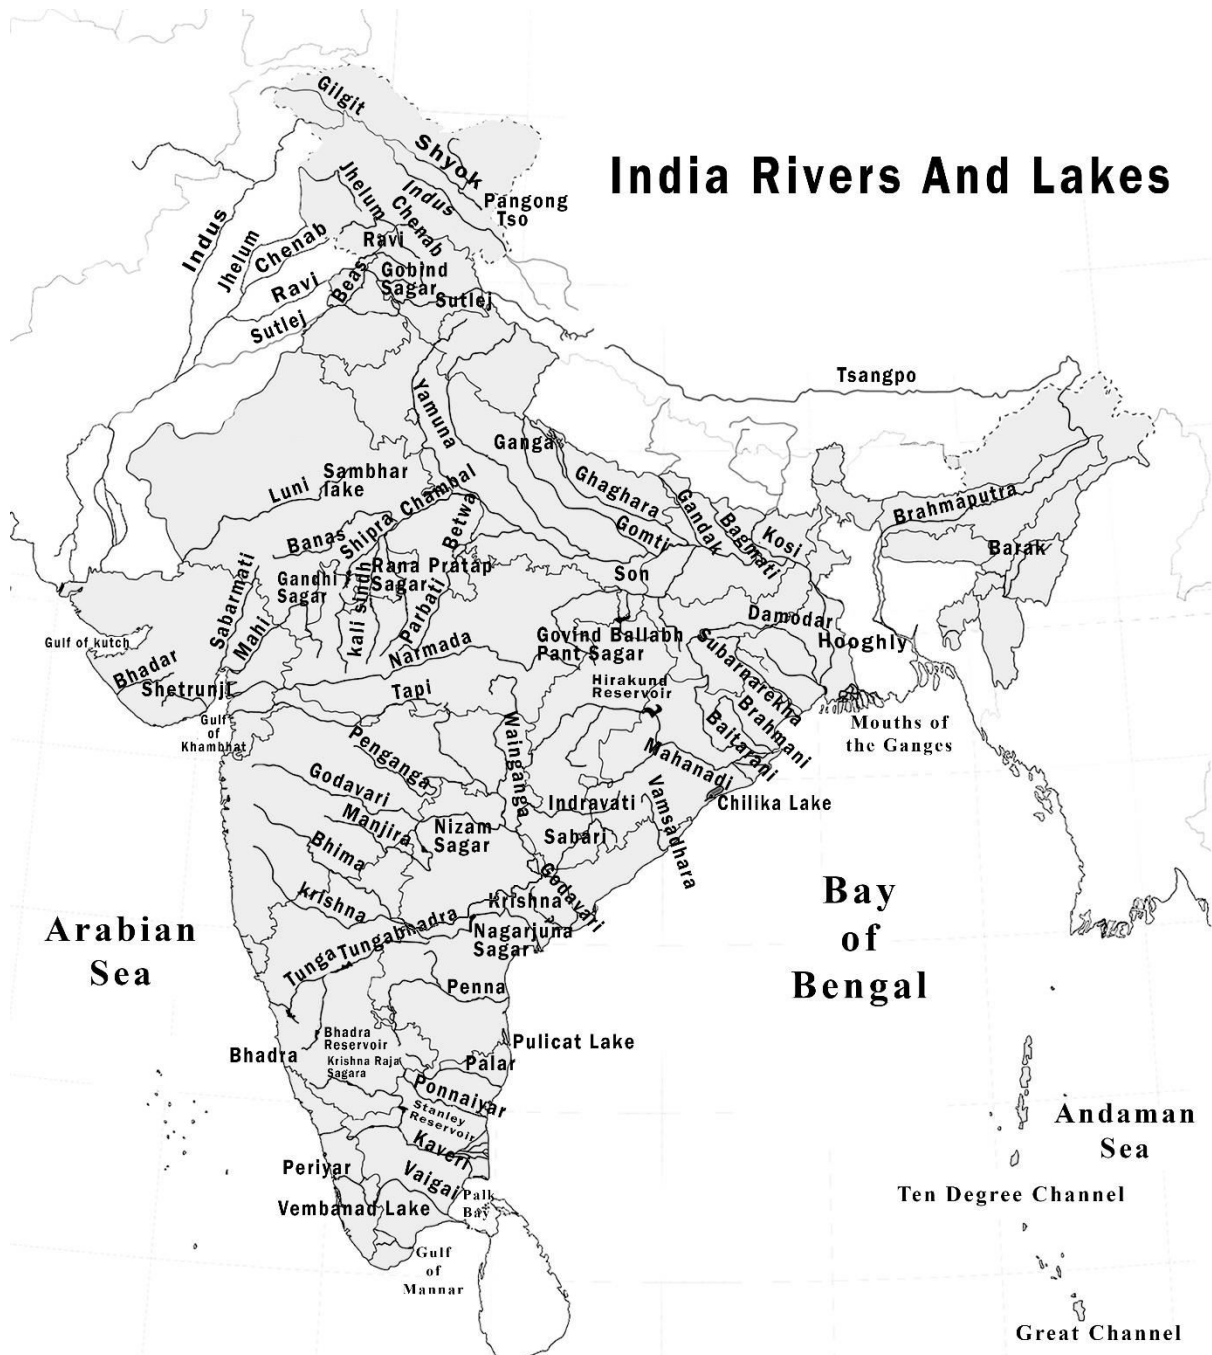 India Rivers And Lakes
Gilgit
Shyok
Indus
Pangong
Tso
Jhelum
Chenab
Indus
Jhelum
Chenab
Ravi
Ravi
Beas
Gobind
Sagar
Sutlej
Sutlej
Tsangpo
Yamuna
Ganga
Ghaghara
Gomti
Gandak
Bagmati
Kosi
Brahmaputra
Barak
Sambhar
lake
Luni
Chambal
Banas
Shipra
Betwa
Sabarmati
Gandhi
Sagar
kali sindh
Rana Pratap
Sagar
Parbati
Son
Mahi
Narmada
Govind Ballabh
Pant Sagar
Damodar
Hooghly
Gulf of kutch
Bhadar
Shetrunji
Tapi
Hirakund
Reservoir
Subarnarekha
Brahmani
Baitarani
Mouths of
the Ganges
Gulf
of
Khambhat
Penganga
Wainganga
Mahanadi
Godavari
Manjira
Indravati
Vamsadhara
Chilika Lake
Nizam
Sagar
Sabari
Bhima
Godavari
krishna
Krishna
Tunga
Tungabhadra
Nagarjuna
Sagar
Arabian
Sea
Bay
of
Bengal
Penna
Bhadra
Reservoir
Bhadra
Krishna Raja
Sagara
Pulicat Lake
Palar
Ponnaiyar
Stanley
Reservoir
Kaveri
Periyar
Vaigai
Vembanad Lake
Palk
Bay
Gulf
of
Mannar
Andaman
Sea
Ten Degree Channel
Great Channel